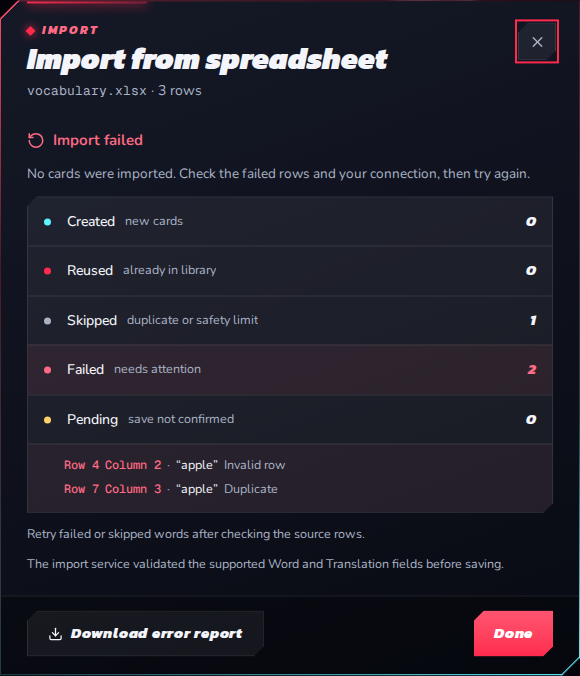 IMPORT
Import from spreadsheet
vocabulary.xlsx · 3 rows
Import failed
No cards were imported. Check the failed rows and your connection, then try again.
Created new cards 0
Reused already in library 0
Skipped duplicate or safety limit 1
Failed needs attention 2
Pending save not confirmed 0
Row 4 Column 2 · “apple” Invalid row
Row 7 Column 3 · “apple” Duplicate
Retry failed or skipped words after checking the source rows.
The import service validated the supported Word and Translation fields before saving.
Download error report Done